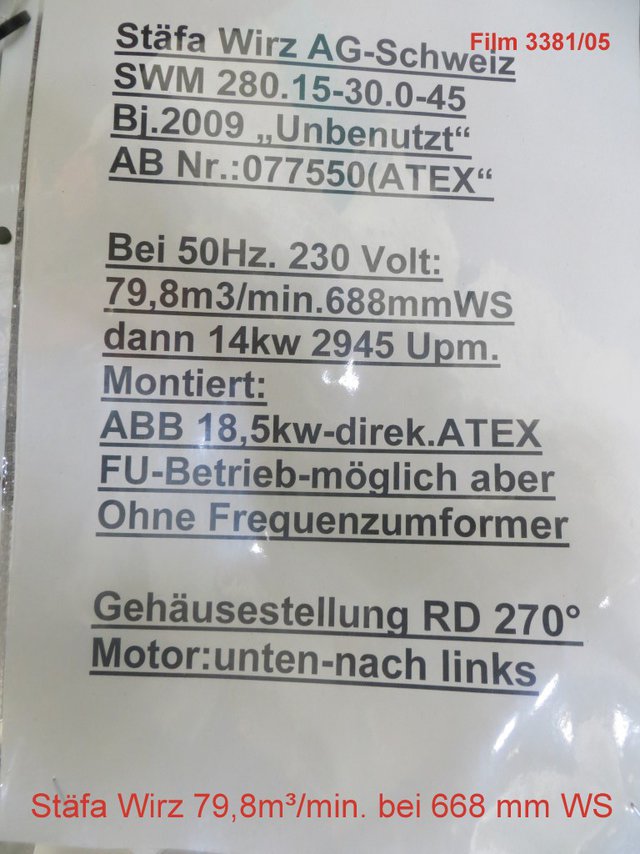 Stäfa Wirz AG-Schweiz
Film 3381/05
SWM 280.15-30.0-45
Bj.2009 „Unbenutzt“
AB Nr.:077550(ATEX“
Bei 50Hz. 230 Volt:
79,8m3/min.688mmWS
dann 14kw 2945 Upm.
Montiert:
ABB 18,5kw-direk.ATEX
FU-Betrieb-möglich aber
Ohne Frequenzumformer
Gehäusestellung RD 270°
Motor:unten-nach links
Stäfa Wirz 79,8m³/min. bei 668 mm WS